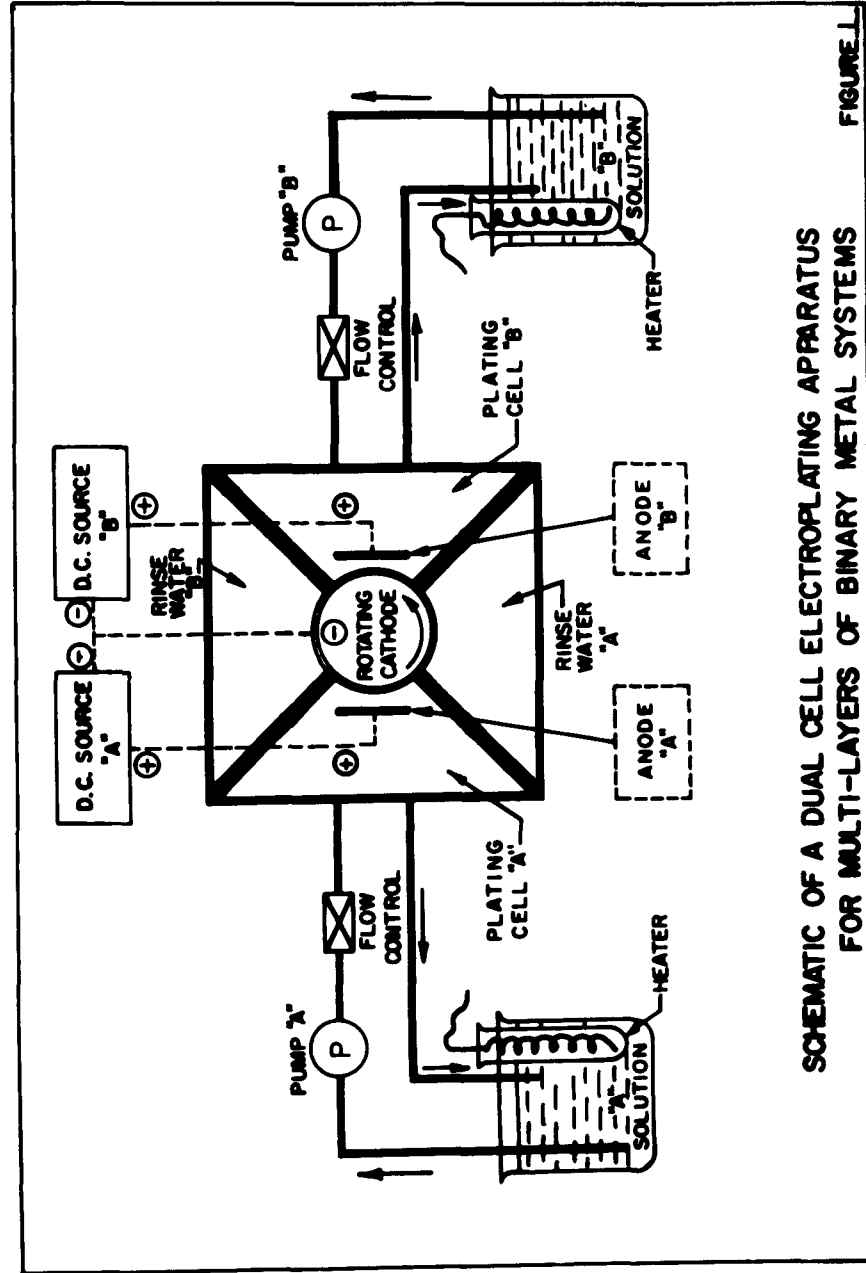 D.C. SOURCE
"A"
D.C. SOURCE
"B"
⊖
⊖
⊕
⊕
RINSE
WATER
"B"
PUMP "A"
P
FLOW
CONTROL
⊕
⊖
ROTATING
CATHODE
⊕
FLOW
CONTROL
PUMP "B"
P
PLATING
CELL "A"
RINSE
WATER
"A"
PLATING
CELL "B"
"A"
SOLUTION
HEATER
ANODE
"A"
ANODE
"B"
HEATER
"B"
SOLUTION
SCHEMATIC OF A DUAL CELL ELECTROPLATING APPARATUS
FOR MULTI-LAYERS OF BINARY METAL SYSTEMS
FIGURE 1.